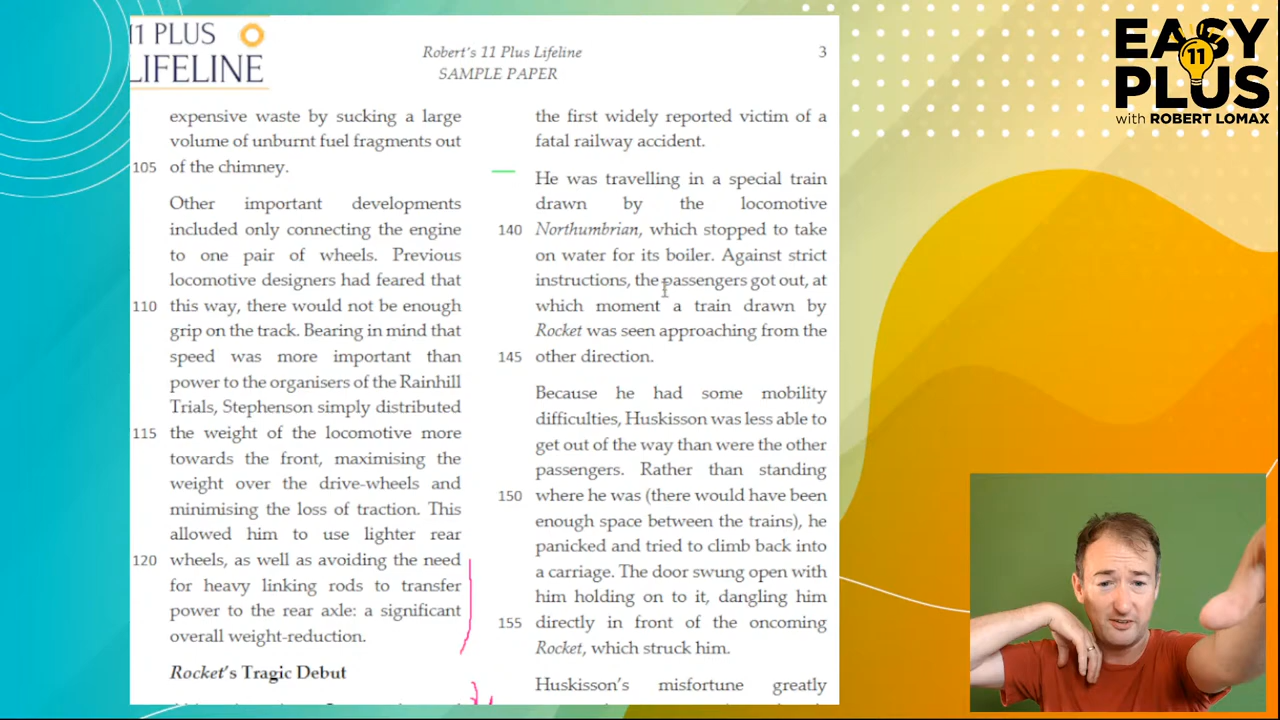 11 PLUS
LIFELINE
Robert's 11 Plus Lifeline
SAMPLE PAPER
3
expensive waste by sucking a large
volume of unburnt fuel fragments out
105 of the chimney.
Other important developments
included only connecting the engine
to one pair of wheels. Previous
locomotive designers had feared that
110 this way, there would not be enough
grip on the track. Bearing in mind that
speed was more important than
power to the organisers of the Rainhill
Trials, Stephenson simply distributed
115 the weight of the locomotive more
towards the front, maximising the
weight over the drive-wheels and
minimising the loss of traction. This
allowed him to use lighter rear
120 wheels, as well as avoiding the need
for heavy linking rods to transfer
power to the rear axle: a significant
overall weight-reduction.
Rocket's Tragic Debut
the first widely reported victim of a
fatal railway accident.
He was travelling in a special train
drawn by the locomotive
140 Northumbrian, which stopped to take
on water for its boiler. Against strict
instructions, the passengers got out, at
which moment a train drawn by
Rocket was seen approaching from the
145 other direction.
Because he had some mobility
difficulties, Huskisson was less able to
get out of the way than were the other
passengers. Rather than standing
150 where he was (there would have been
enough space between the trains), he
panicked and tried to climb back into
a carriage. The door swung open with
him holding on to it, dangling him
155 directly in front of the oncoming
Rocket, which struck him.
Huskisson's misfortune greatly
EASY
11
PLUS
with ROBERT LOMAX